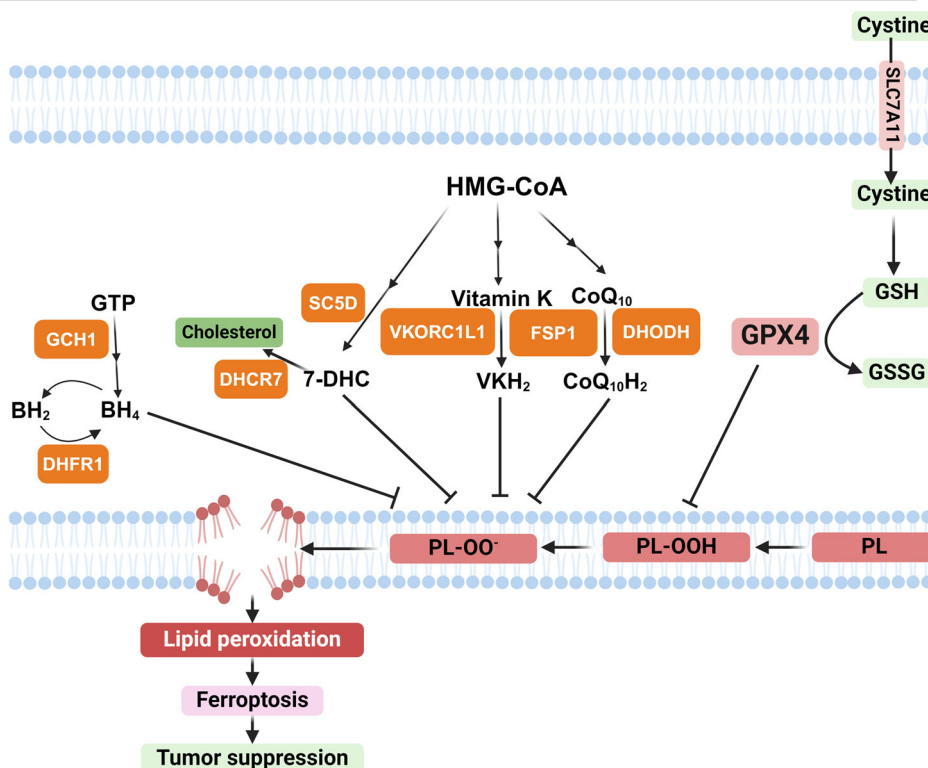 Cystine
SLC7A11
Cystine
HMG-CoA
GSH
GTP
SC5D
Vitamin K
CoQ₁₀
Cholesterol
GCH1
VKORC1L1
FSP1
DHODH
GPX4
DHCR7
7-DHC
VKH₂
CoQ₁₀H₂
GSSG
BH₂
BH₄
DHFR1
PL-OO⁻
PL-OOH
PL
Lipid peroxidation
Ferroptosis
Tumor suppression